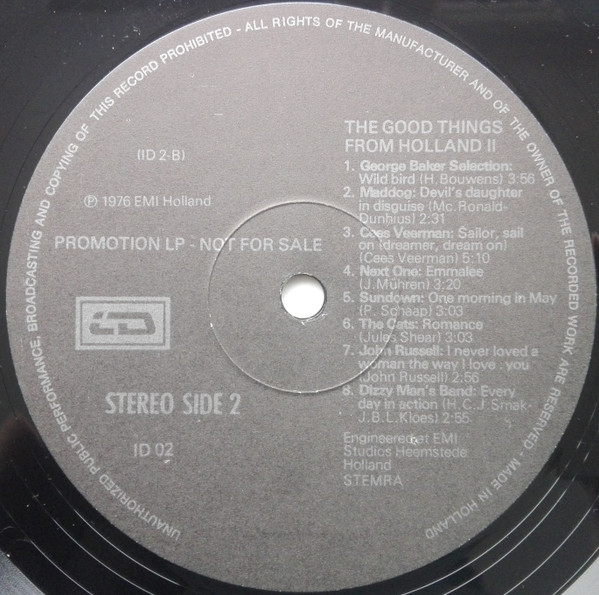 UNAUTHORIZED PUBLIC PERFORMANCE, BROADCASTING AND COPYING OF THIS RECORD PROHIBITED - ALL RIGHTS OF THE MANUFACTURER AND OF THE OWNER OF THE RECORDED WORK ARE RESERVED - MADE IN HOLLAND
(ID 2-B)
℗ 1976 EMI Holland
PROMOTION LP - NOT FOR SALE
ID
STEREO SIDE 2
ID 02
THE GOOD THINGS
FROM HOLLAND II
1. George Baker Selection:
Wild bird (H. Bouwens) 3:56
2. Maddog: Devil's daughter
in disguise (Mc. Ronald-
Dunhius) 2:31
3. Cees Veerman: Sailor, sail
on (dreamer, dream on)
(Cees Veerman) 5:10
4. Next One: Emmalee
(J. Mühren) 3:20
5. Sundown: One morning in May
(P. Schaap) 3:03
6. The Cats: Romance
(Jules Shear) 3:03
7. John Russell: I never loved a
woman the way I love . you
(John Russell) 2:56
8. Dizzy Man's Band: Every
day in action (H.C.J. Smak-
J.B.L. Kloes) 2:55
Engineered at EMI
Studios Heemstede
Holland
STEMRA